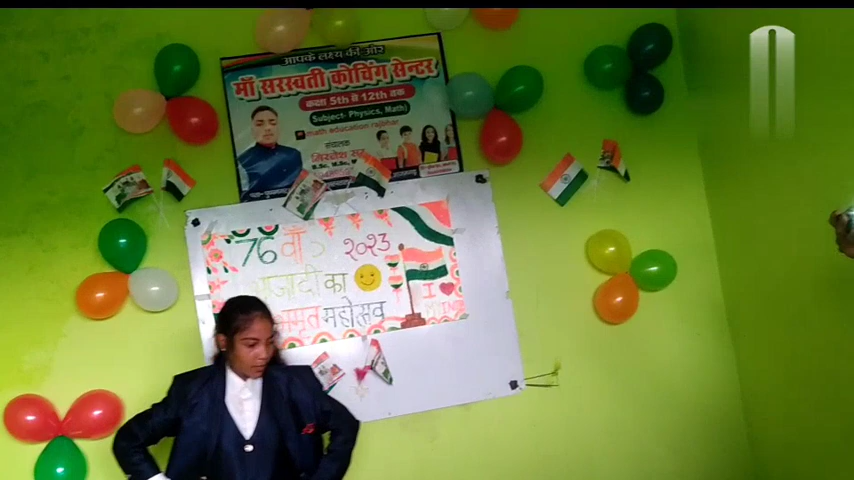 आपके लक्ष्य की ओर
माँ सरस्वती कोचिंग सेन्टर
कक्षा 5th से 12th तक
Subject- Physics, Math
math education rajbhar
संचालक
76 वाँ २०२३
आजादी का
अमृत महोत्सव
I